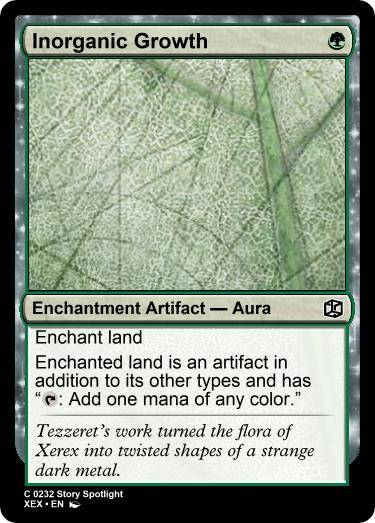 Inorganic Growth
Enchantment Artifact — Aura
Enchant land
Enchanted land is an artifact in
addition to its other types and has
“: Add one mana of any color.”
Tezzeret’s work turned the flora of
Xerex into twisted shapes of a strange
dark metal.
C 0232 Story Spotlight
XEX • EN